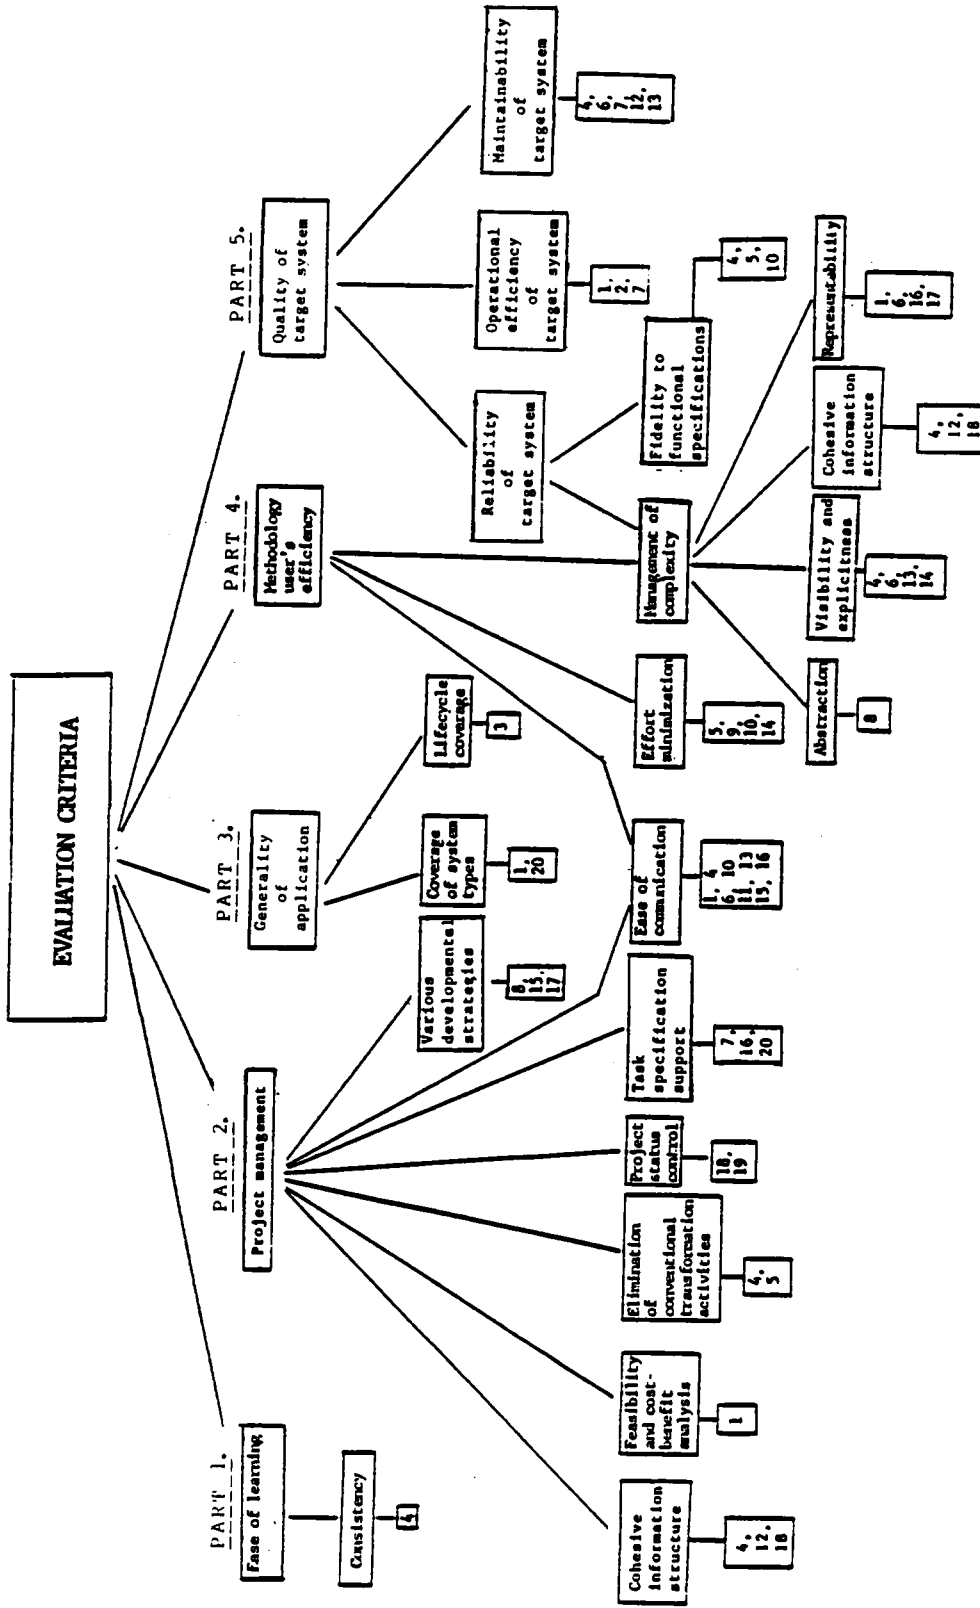 EVALUATION CRITERIA
PART 1.
Ease of learning
Consistency
4
PART 2.
Project management
Cohesive
information
structure
4,
12,
18
Feasibility
and cost-
benefit
analysis
1
Elimination
of conventional
transformation
activities
4,
5
Project
status
control
18,
19
Task
specification
support
7,
16,
20
Various
developmental
strategies
8,
15,
17
Ease of
communication
1, 4
6, 10
11, 13
15, 16
PART 3.
Generality
of
application
Coverage
of system
types
1,
20
Lifecycle
coverage
3
PART 4.
Methodology
user's
efficiency
Effort
minimization
5,
9,
10,
14
Management of
complexity
Abstraction
8
Visibility and
explicitness
4,
6,
13,
14
Cohesive
information
structure
4,
12,
18
Representability
1,
6,
16,
17
PART 5.
Quality of
target system
Reliability
of
target system
Fidelity to
functional
specifications
4,
5,
10
Operational
efficiency
of
target system
1,
2,
7
Maintainability
of
target system
4,
6,
7,
12,
13